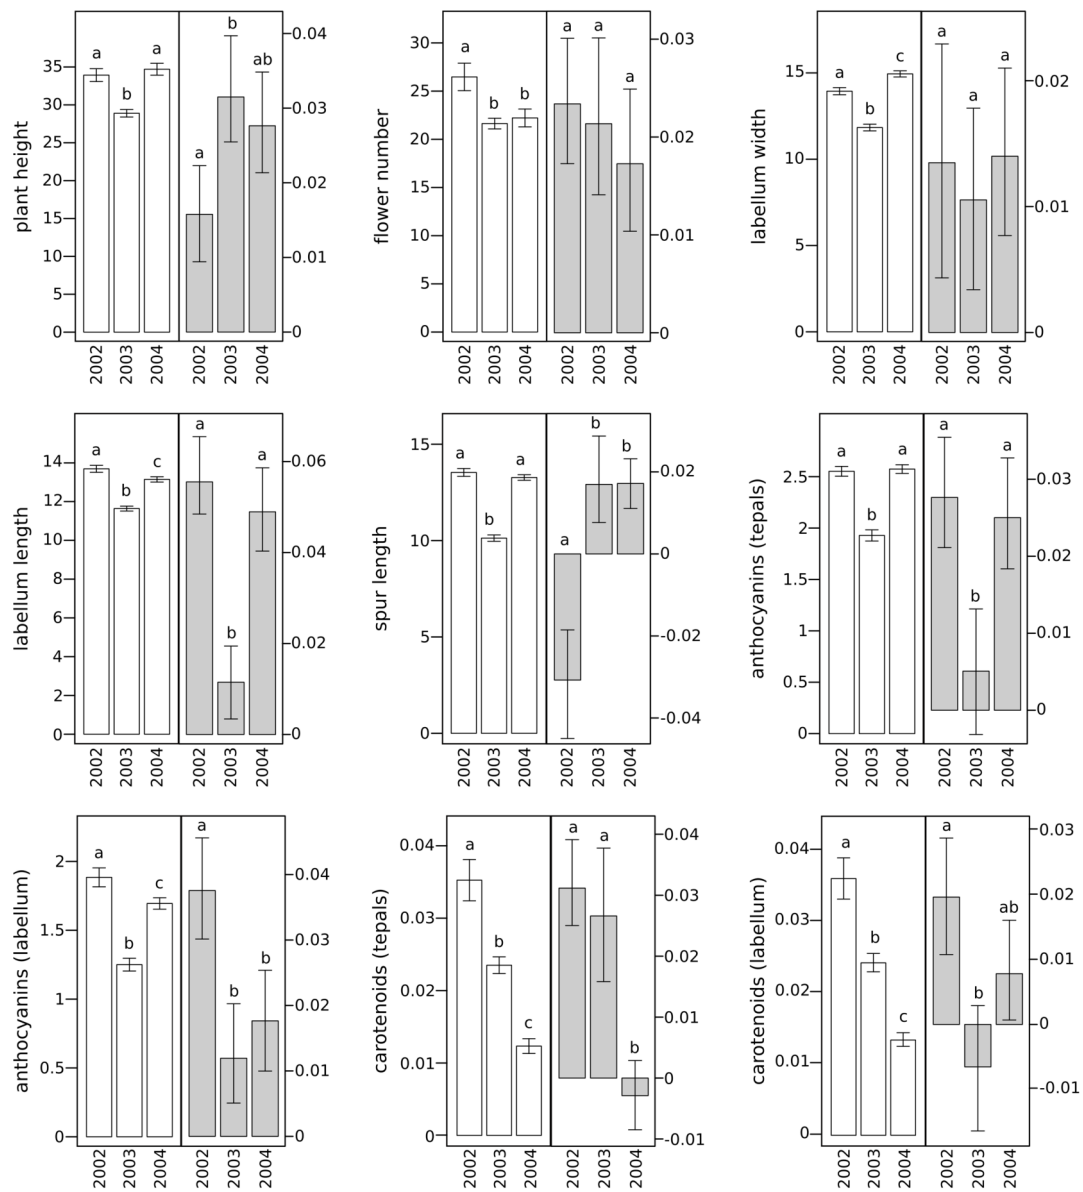 plant height
35
30
25
20
15
10
5
0
a
b
a
a
b
ab
0.04
0.03
0.02
0.01
0
2002
2003
2004
2002
2003
2004
flower number
30
25
20
15
10
5
0
a
b
b
a
a
a
0.03
0.02
0.01
0
2002
2003
2004
2002
2003
2004
labellum width
15
10
5
0
a
b
c
a
a
a
0.02
0.01
0
2002
2003
2004
2002
2003
2004
labellum length
14
12
10
8
6
4
2
0
a
b
c
a
b
a
0.06
0.04
0.02
0
2002
2003
2004
2002
2003
2004
spur length
15
10
5
0
a
b
a
a
b
b
0.02
0
-0.02
-0.04
2002
2003
2004
2002
2003
2004
anthocyanins (tepals)
2.5
2
1.5
1
0.5
0
a
b
a
a
b
a
0.03
0.02
0.01
0
2002
2003
2004
2002
2003
2004
anthocyanins (labellum)
2
1.5
1
0.5
0
a
b
c
a
b
b
0.04
0.03
0.02
0.01
0
2002
2003
2004
2002
2003
2004
carotenoids (tepals)
0.04
0.03
0.02
0.01
0
a
b
c
a
a
b
0.04
0.03
0.02
0.01
0
-0.01
2002
2003
2004
2002
2003
2004
carotenoids (labellum)
0.04
0.03
0.02
0.01
0
a
b
c
a
b
ab
0.03
0.02
0.01
0
-0.01
2002
2003
2004
2002
2003
2004